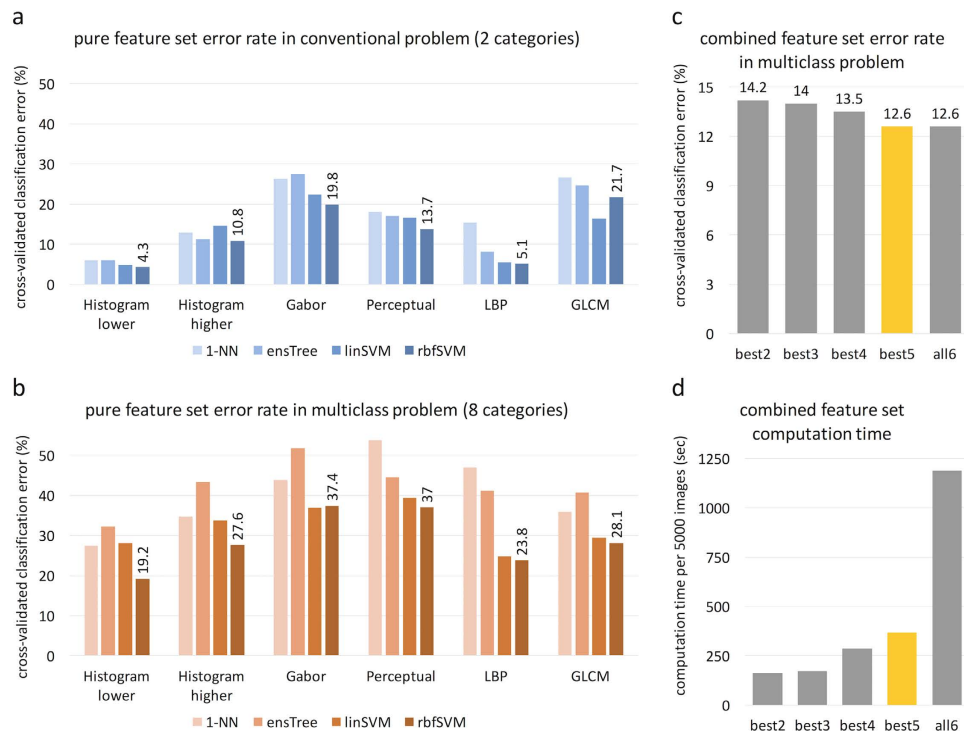 a
pure feature set error rate in conventional problem (2 categories)
cross-validated classification error (%)
50
40
30
20
10
0
4.3
10.8
19.8
13.7
5.1
21.7
Histogram lower
Histogram higher
Gabor
Perceptual
LBP
GLCM
1-NN ensTree linSVM rbfSVM
b
pure feature set error rate in multiclass problem (8 categories)
cross-validated classification error (%)
50
40
30
20
10
0
19.2
27.6
37.4
37
23.8
28.1
Histogram lower
Histogram higher
Gabor
Perceptual
LBP
GLCM
1-NN ensTree linSVM rbfSVM
c
combined feature set error rate
in multiclass problem
cross-validated classification error (%)
15
12
9
6
3
0
14.2
14
13.5
12.6
12.6
best2 best3 best4 best5 all6
d
combined feature set
computation time
computation time per 5000 images (sec)
1250
1000
750
500
250
0
best2 best3 best4 best5 all6